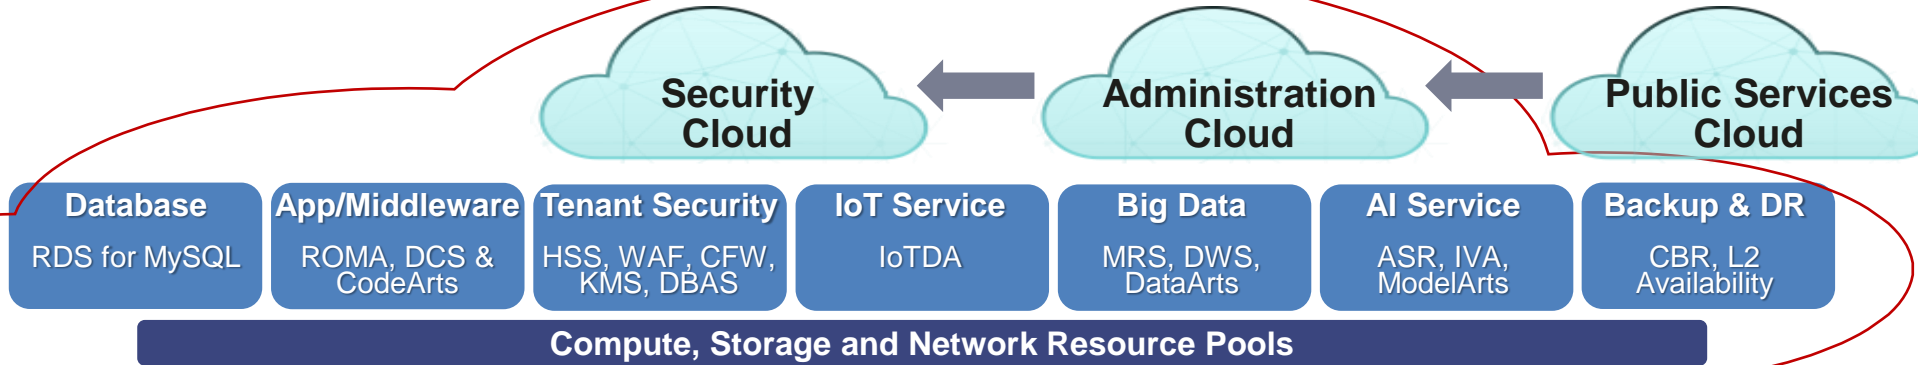 Security
Cloud
Administration
Cloud
Public Services
Cloud
Database
RDS for MySQL
App/Middleware
ROMA, DCS &
CodeArts
Tenant Security
HSS, WAF, CFW,
KMS, DBAS
IoT Service
IoTDA
Big Data
MRS, DWS,
DataArts
AI Service
ASR, IVA,
ModelArts
Backup & DR
CBR, L2
Availability
Compute, Storage and Network Resource Pools